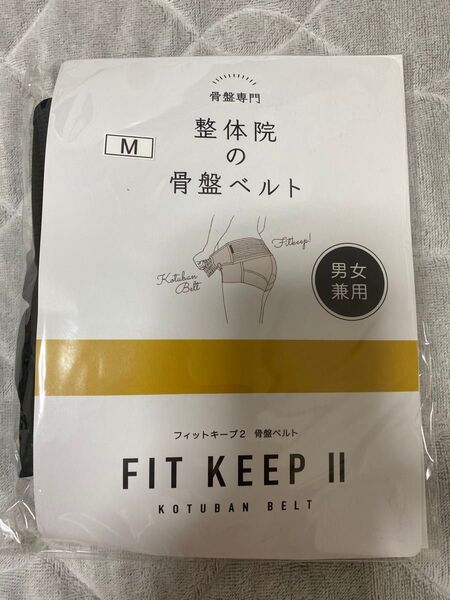 骨盤専門
整体院
の
骨盤ベルト
M
Kotuban
Belt
Fitkeep!
男女
兼用
フィットキープ2 骨盤ベルト
FIT KEEP II
KOTUBAN BELT